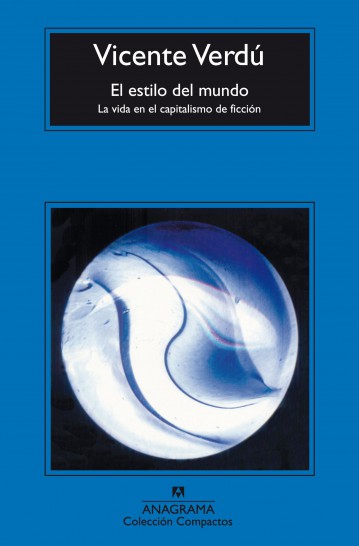 Vicente Verdú
El estilo del mundo
La vida en el capitalismo de ficción
ANAGRAMA
Colección Compactos